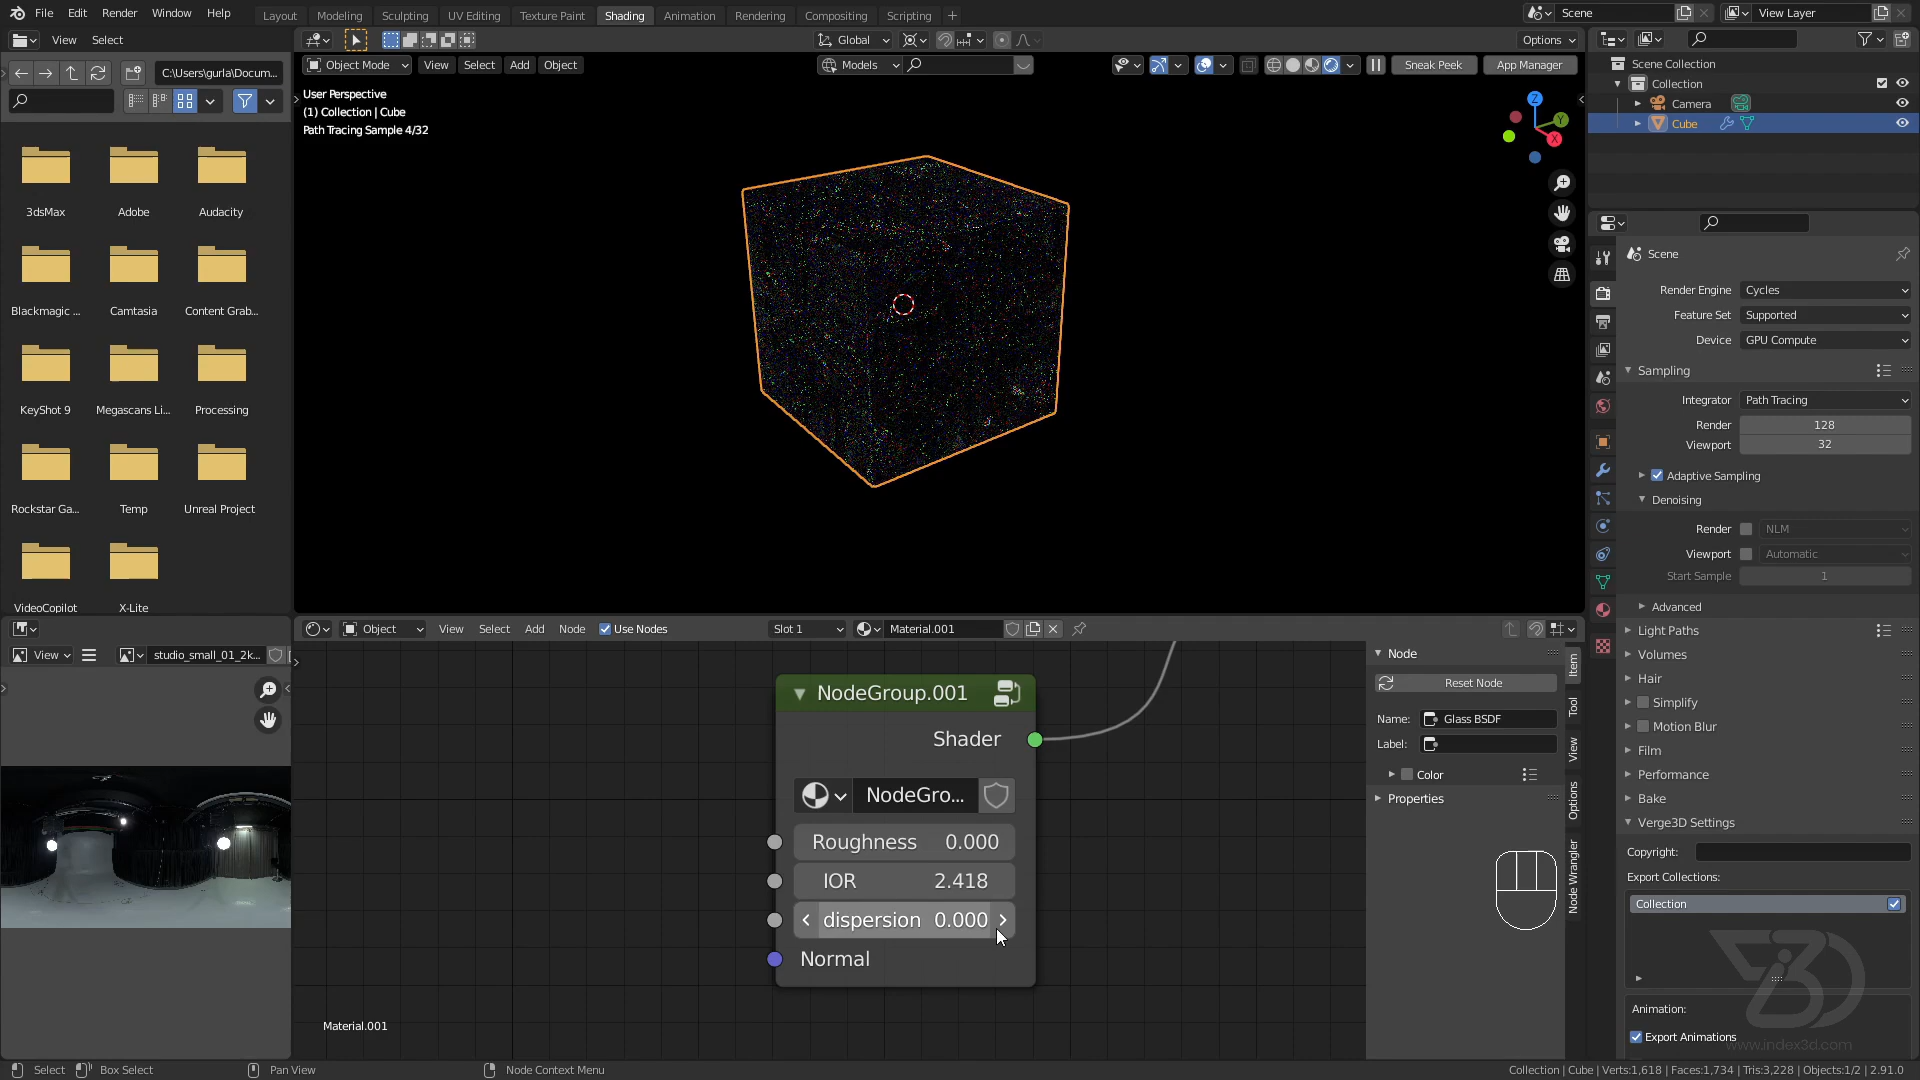 File Edit Render Window Help
Layout Modeling Sculpting UV Editing Texture Paint Shading Animation Rendering Compositing Scripting +
Scene
View Layer
View Select
Global
Options
C:\Users\gurla\Docum...
Object Mode View Select Add Object
Models
Sneak Peek
App Manager
User Perspective
(1) Collection | Cube
Path Tracing Sample 4/32
Z
Y
X
3dsMax Adobe Audacity
Blackmagic ... Camtasia Content Grab...
KeyShot 9 Megascans Li... Processing
Rockstar Ga... Temp Unreal Project
VideoCopilot X-Lite
Scene Collection
Collection
Camera
Cube
Scene
Render Engine Cycles
Feature Set Supported
Device GPU Compute
Sampling
Integrator Path Tracing
Render 128
Viewport 32
Adaptive Sampling
Denoising
Render NLM
Viewport Automatic
Start Sample 1
Advanced
Light Paths
Volumes
Hair
Simplify
Motion Blur
Film
Performance
Bake
Verge3D Settings
Copyright:
Export Collections:
Collection
Animation:
Export Animations
www.index3d.com
View
studio_small_01_2k...
Object View Select Add Node Use Nodes
Slot 1
Material.001
NodeGroup.001
Shader
NodeGro...
Roughness 0.000
IOR 2.418
dispersion 0.000
Normal
Material.001
Node
Reset Node
Name: Glass BSDF
Label:
Color
Properties
Item
Tool
View
Options
Node Wrangler
Select Box Select Pan View Node Context Menu
Collection | Cube | Verts:1,618 | Faces:1,734 | Tris:3,228 | Objects:1/2 | 2.91.0